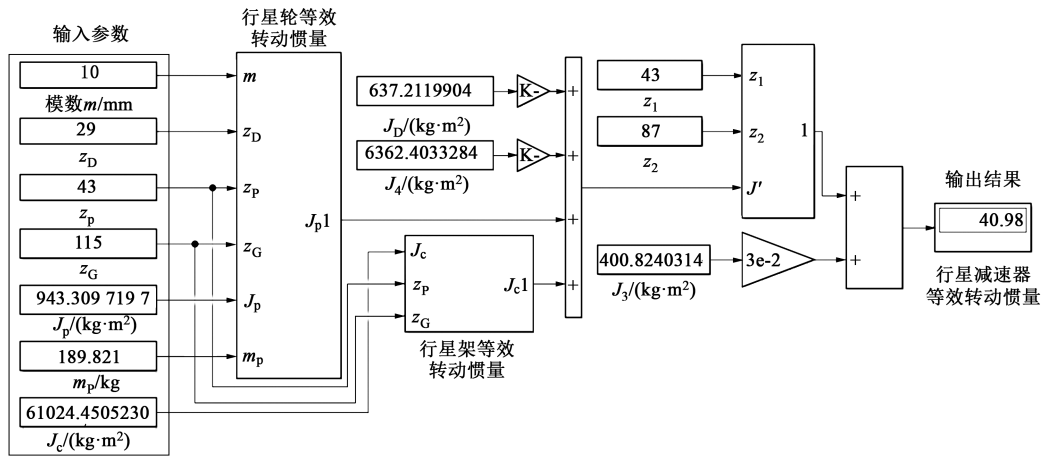 输入参数
10
模数m/mm
29
z_D
43
z_p
115
z_G
943.309 719 7
J_p/(kg·m²)
189.821
m_P/kg
61024.4505230
J_c/(kg·m²)
行星轮等效
转动惯量
m
z_D
z_P
z_G
J_p
m_p
J_p1
637.2119904
K-
J_D/(kg·m²)
6362.4033284
K-
J_4/(kg·m²)
J_c
z_P
z_G
J_c1
行星架等效
转动惯量
+
+
+
+
43
z_1
87
z_2
z_1
z_2
J′
1
400.8240314
3e-2
J_3/(kg·m²)
+
+
输出结果
40.98
行星减速器
等效转动惯量